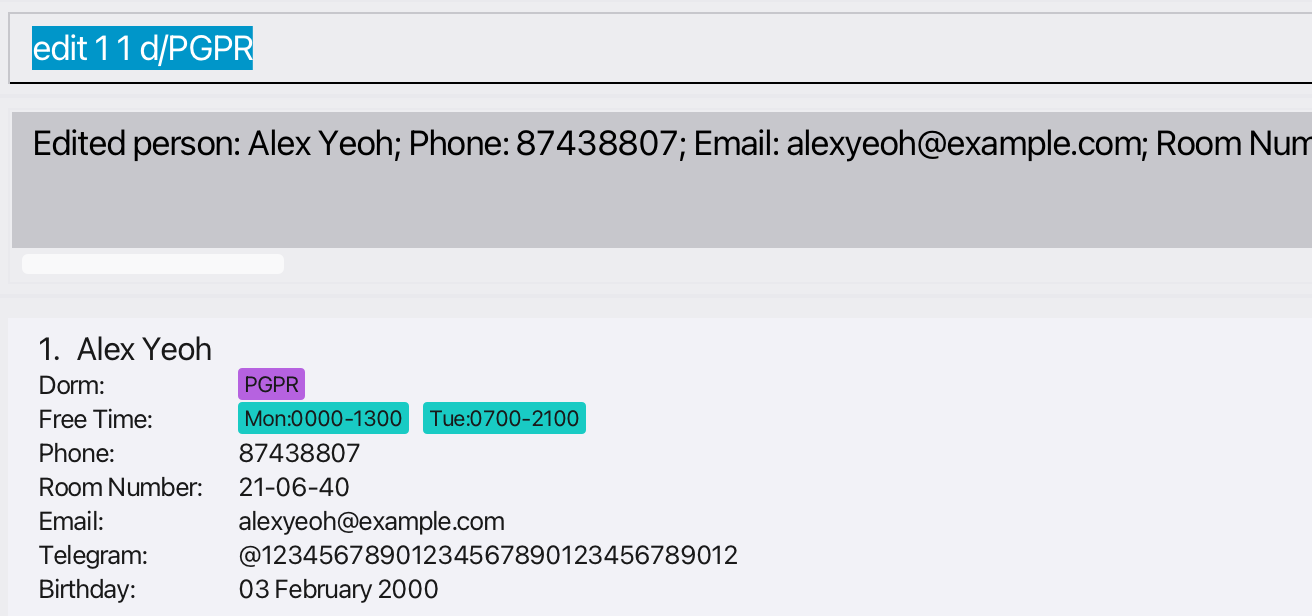 edit 1 1 d/PGPR
Edited person: Alex Yeoh; Phone: 87438807; Email: alexyeoh@example.com; Room Num
1. Alex Yeoh
Dorm: PGPR
Free Time: Mon:0000-1300 Tue:0700-2100
Phone: 87438807
Room Number: 21-06-40
Email: alexyeoh@example.com
Telegram: @12345678901234567890123456789012
Birthday: 03 February 2000